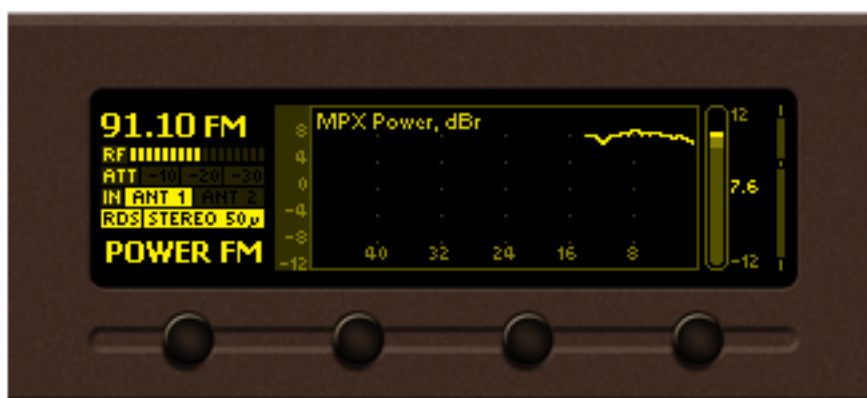 91.10 FM
RF
ATT -10 -20 -30
IN ANT 1 ANT 2
RDS STEREO 50μ
POWER FM
MPX Power, dBr
8
4
0
-4
-8
-12
40 32 24 16 8
12
7.6
-12